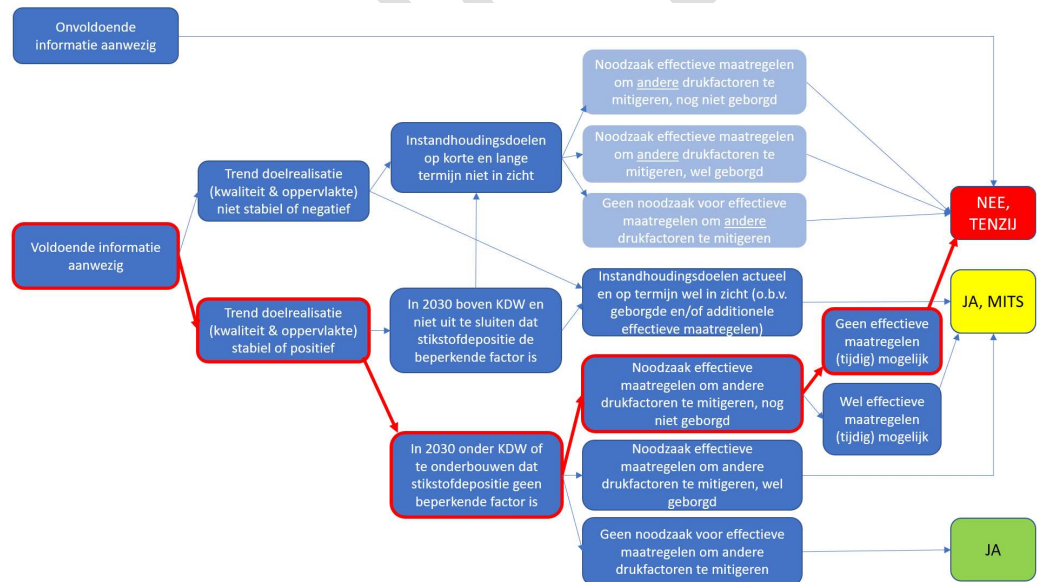 Onvoldoende
informatie aanwezig
Noodzaak effectieve maatregelen
om andere drukfactoren te
mitigeren, nog niet geborgd
Noodzaak effectieve maatregelen
om andere drukfactoren te
mitigeren, wel geborgd
Geen noodzaak voor effectieve
maatregelen om andere
drukfactoren te mitigeren
Instandhoudingsdoelen
op korte en lange
termijn niet in zicht
Trend doelrealisatie
(kwaliteit & oppervlakte)
niet stabiel of negatief
NEE,
TENZIJ
Voldoende informatie
aanwezig
Trend doelrealisatie
(kwaliteit & oppervlakte)
stabiel of positief
In 2030 boven KDW en
niet uit te sluiten dat
stikstofdepositie de
beperkende factor is
Instandhoudingsdoelen actueel
en op termijn wel in zicht (o.b.v.
geborgde en/of additionele
effectieve maatregelen)
JA, MITS
Geen effectieve
maatregelen
(tijdig) mogelijk
Noodzaak effectieve
maatregelen om andere
drukfactoren te mitigeren, nog
niet geborgd
Wel effectieve
maatregelen
(tijdig) mogelijk
In 2030 onder KDW of
te onderbouwen dat
stikstofdepositie geen
beperkende factor is
Noodzaak effectieve
maatregelen om andere
drukfactoren te mitigeren, wel
geborgd
Geen noodzaak voor effectieve
maatregelen om andere
drukfactoren te mitigeren
JA